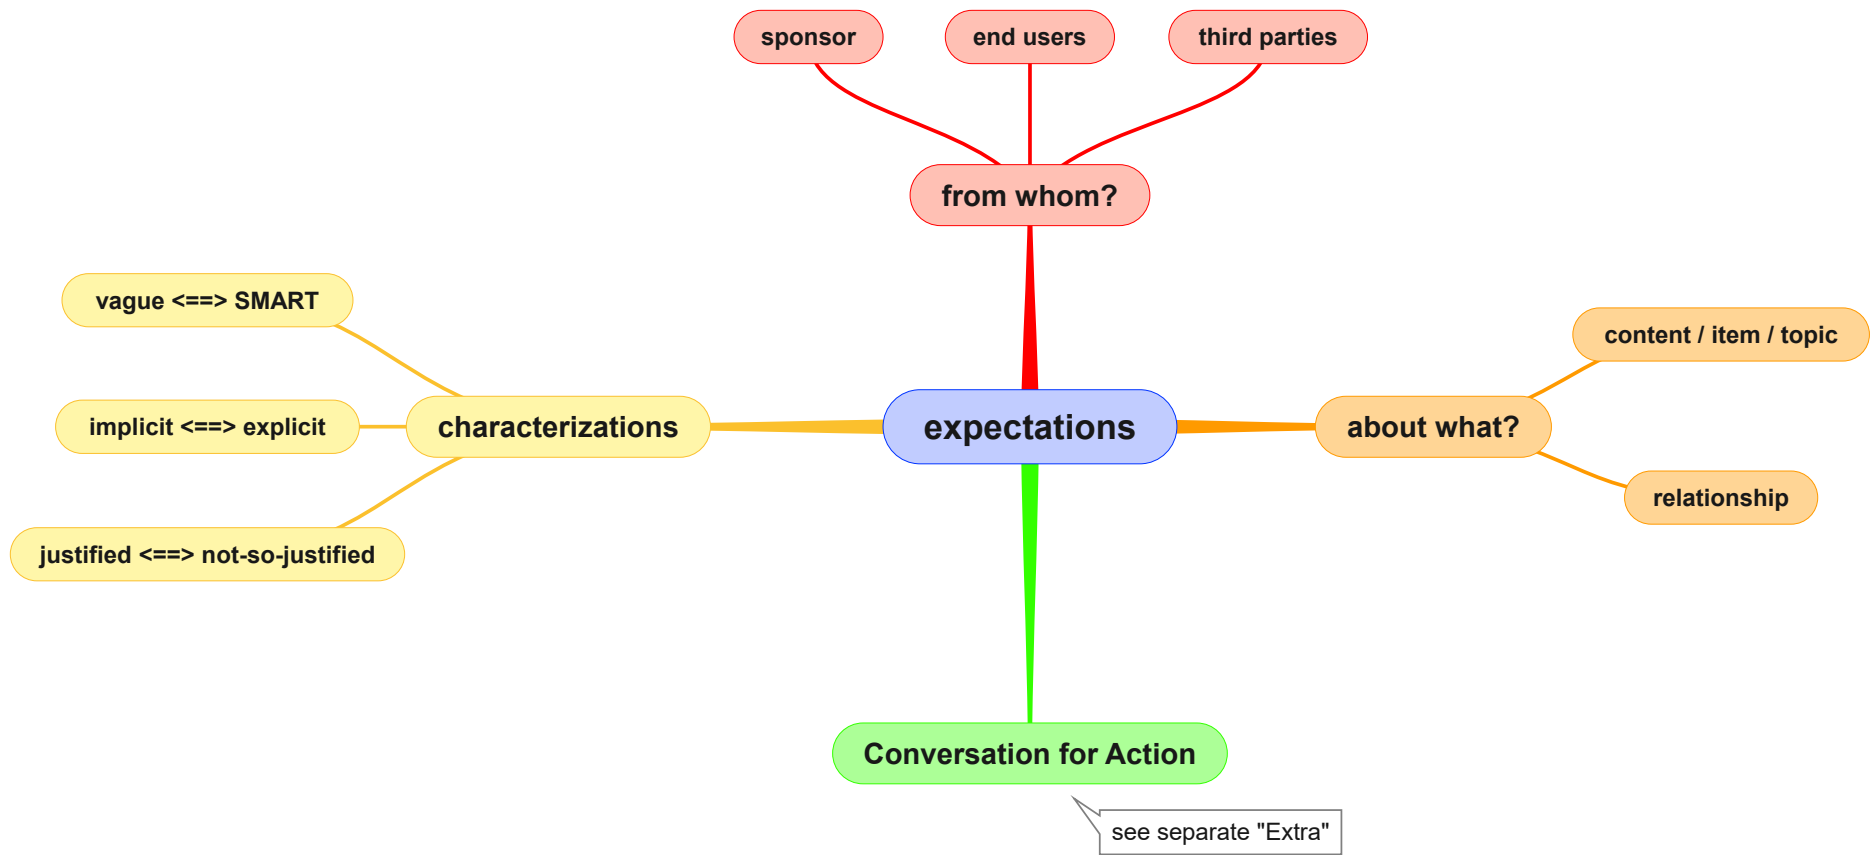 sponsor
end users
third parties
from whom?
vague <==> SMART
content / item / topic
implicit <==> explicit
characterizations
expectations
about what?
relationship
justified <==> not-so-justified
Conversation for Action
see separate "Extra"